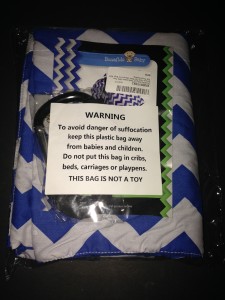 WARNING
To avoid danger of suffocation
keep this plastic bag away
from babies and children.
Do not put this bag in cribs,
beds, carriages or playpens.
THIS BAG IS NOT A TOY